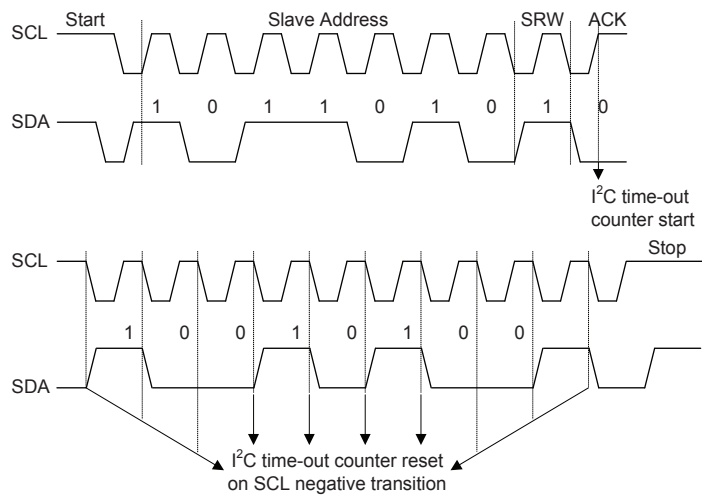 Start Slave Address SRW ACK
SCL
1 0 1 1 0 1 0 1 0
SDA
I²C time-out
counter start
Stop
SCL
1 0 0 1 0 1 0 0
SDA
I²C time-out counter reset
on SCL negative transition